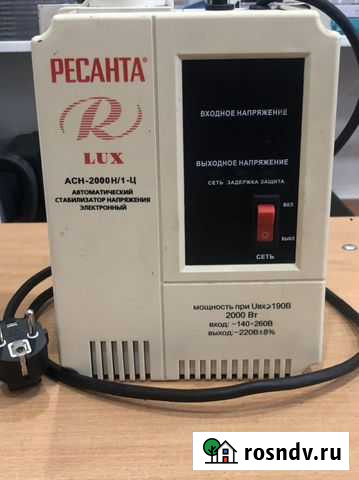 РЕСАНТА®
R
LUX
АСН-2000Н/1-Ц
АВТОМАТИЧЕСКИЙ
СТАБИЛИЗАТОР НАПРЯЖЕНИЯ
ЭЛЕКТРОННЫЙ
ВХОДНОЕ НАПРЯЖЕНИЕ
ВЫХОДНОЕ НАПРЯЖЕНИЕ
СЕТЬ ЗАДЕРЖКА ЗАЩИТА
ВКЛ
ВЫКЛ
СЕТЬ
мощность при Uвх≥190В
2000 Вт
вход: ~140-260В
выход:~220В±8%
rosndv.ru